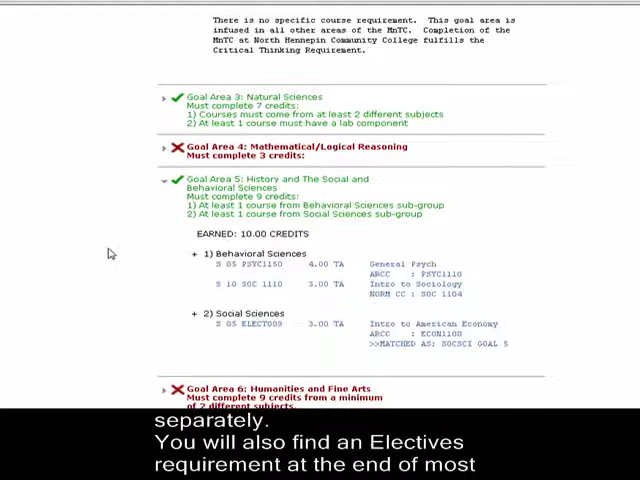 There is no specific course requirement.  This goal area is
infused in all other areas of the MnTC.  Completion of the
MnTC at North Hennepin Community College fulfills the
Critical Thinking Requirement.
Goal Area 3: Natural Sciences
Must complete 7 credits:
1) Courses must come from at least 2 different subjects
2) At least 1 course must have a lab component
Goal Area 4: Mathematical/Logical Reasoning
Must complete 3 credits:
Goal Area 5: History and The Social and
Behavioral Sciences
Must complete 9 credits:
1) At least 1 course from Behavioral Sciences sub-group
2) At least 1 course from Social Sciences sub-group
EARNED: 10.00 CREDITS
+ 1) Behavioral Sciences
S 05 PSYC1150 4.00 TA General Psych
ARCC : PSYC1110
S 10 SOC 1110 3.00 TA Intro to Sociology
NORM CC : SOC 1104
+ 2) Social Sciences
S 05 ELECT009 3.00 TA Intro to American Economy
ARCC : ECON1100
>>MATCHED AS: SOCSCI GOAL 5
Goal Area 6: Humanities and Fine Arts
Must complete 9 credits from a minimum
of 2 different subjects.
separately.
You will also find an Electives
requirement at the end of most